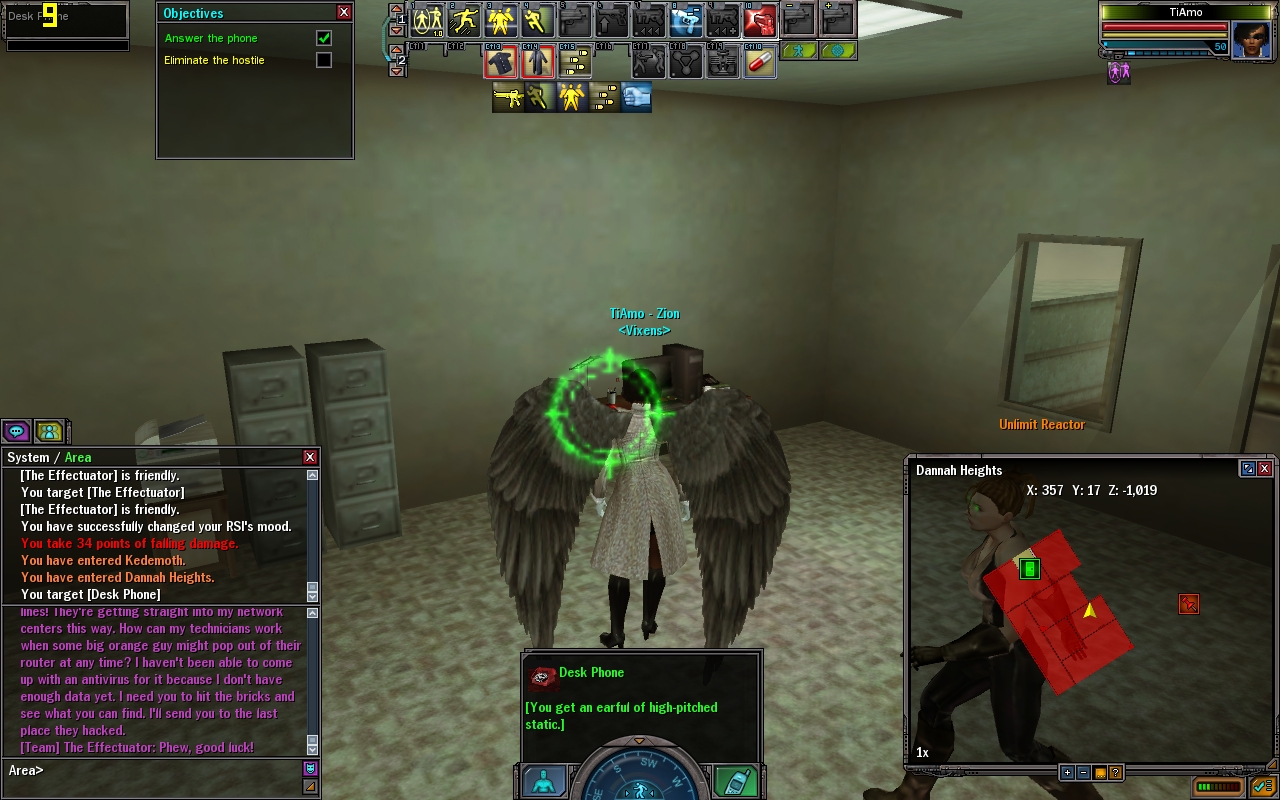 Desk Phone
9
Objectives
Answer the phone
Eliminate the hostile
1
2
1.0
TiAmo
50
TiAmo - Zion
<Vixens>
Unlimit Reactor
System / Area
[The Effectuator] is friendly.
You target [The Effectuator]
[The Effectuator] is friendly.
You have successfully changed your RSI's mood.
You take 34 points of falling damage.
You have entered Kedemoth.
You have entered Dannah Heights.
You target [Desk Phone]
lines! They're getting straight into my network
centers this way. How can my technicians work
when some big orange guy might pop out of their
router at any time? I haven't been able to come
up with an antivirus for it because I don't have
enough data yet. I need you to hit the bricks and
see what you can find. I'll send you to the last
place they hacked.
[Team] The Effectuator: Phew, good luck!
Area>
Desk Phone
[You get an earful of high-pitched
static.]
S
SW
W
SE
Dannah Heights
X: 357 Y: 17 Z: -1,019
1x